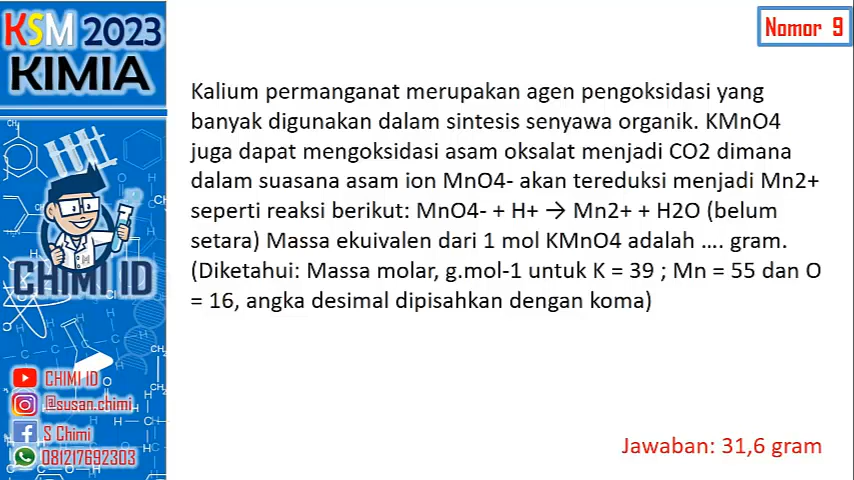 KSM 2023
KIMIA
Nomor 9
Kalium permanganat merupakan agen pengoksidasi yang
banyak digunakan dalam sintesis senyawa organik. KMnO4
juga dapat mengoksidasi asam oksalat menjadi CO2 dimana
dalam suasana asam ion MnO4- akan tereduksi menjadi Mn2+
seperti reaksi berikut: MnO4- + H+ → Mn2+ + H2O (belum
setara) Massa ekuivalen dari 1 mol KMnO4 adalah .... gram.
(Diketahui: Massa molar, g.mol-1 untuk K = 39 ; Mn = 55 dan O
= 16, angka desimal dipisahkan dengan koma)
CHIMI ID
CHIMI ID
@susan.chimi
S Chimi
081217692303
Jawaban: 31,6 gram